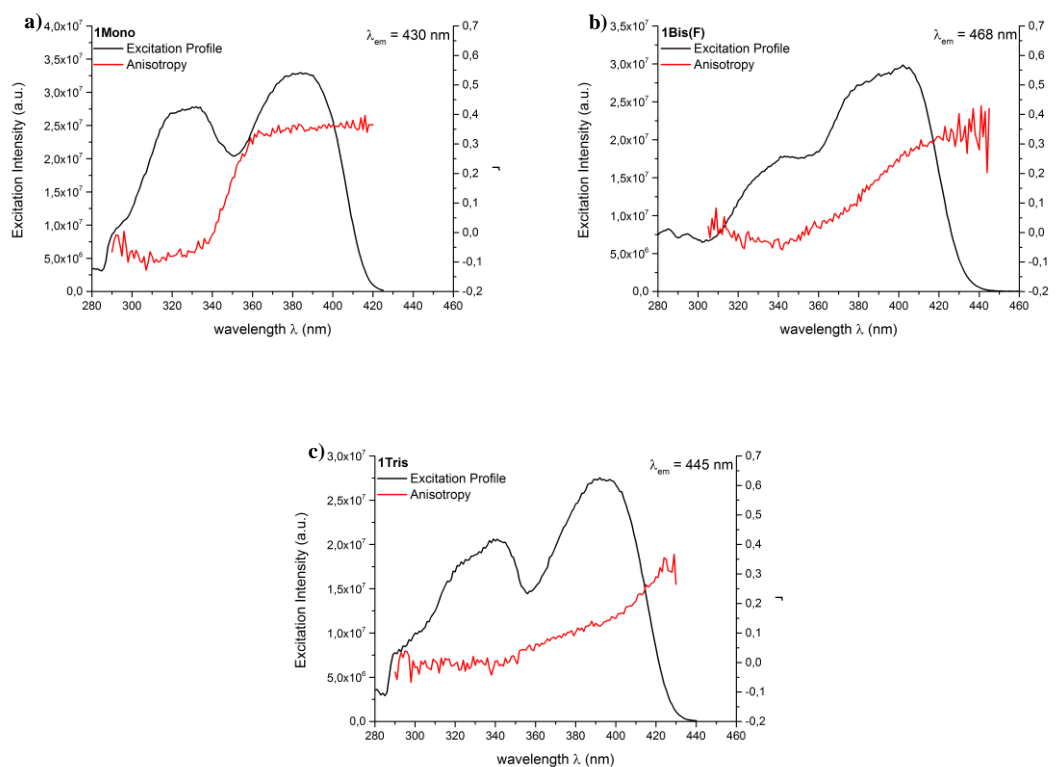 a)
1Mono
λem = 430 nm
Excitation Profile
Anisotropy
4,0x10⁷
3,5x10⁷
3,0x10⁷
2,5x10⁷
2,0x10⁷
1,5x10⁷
1,0x10⁷
5,0x10⁶
0,0
Excitation Intensity (a.u.)
0,7
0,6
0,5
0,4
0,3
0,2
0,1
0,0
-0,1
-0,2
r
280 300 320 340 360 380 400 420 440 460
wavelength λ (nm)
b)
1Bis(F)
λem = 468 nm
Excitation Profile
Anisotropy
3,5x10⁷
3,0x10⁷
2,5x10⁷
2,0x10⁷
1,5x10⁷
1,0x10⁷
5,0x10⁶
0,0
Excitation Intensity (a.u.)
0,7
0,6
0,5
0,4
0,3
0,2
0,1
0,0
-0,1
-0,2
r
280 300 320 340 360 380 400 420 440 460
wavelength λ (nm)
c)
1Tris
λem = 445 nm
Excitation Profile
Anisotropy
3,0x10⁷
2,5x10⁷
2,0x10⁷
1,5x10⁷
1,0x10⁷
5,0x10⁶
0,0
Excitation Intensity (a.u.)
0,7
0,6
0,5
0,4
0,3
0,2
0,1
0,0
-0,1
-0,2
r
280 300 320 340 360 380 400 420 440 460
wavelength λ (nm)